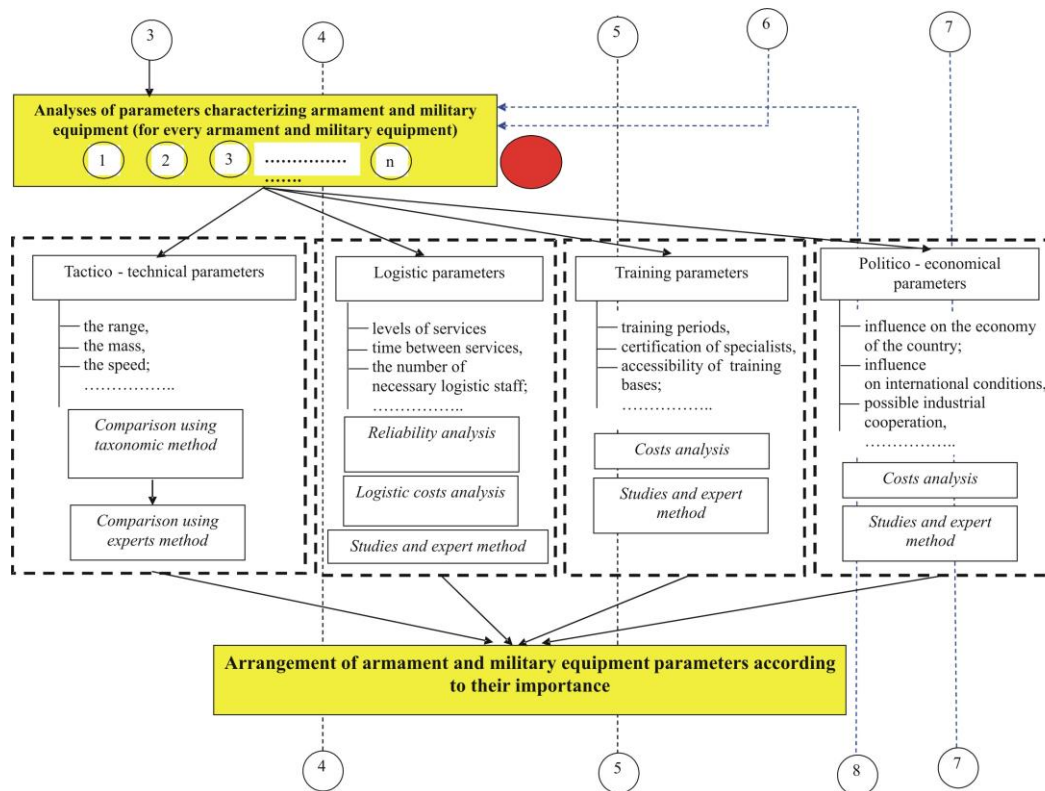 3
4
5
6
7
Analyses of parameters characterizing armament and military
equipment (for every armament and military equipment)
1 2 3 ............... n
.......
Tactico - technical parameters
the range,
the mass,
the speed;
……………..
Comparison using
taxonomic method
Comparison using
experts method
Logistic parameters
levels of services
time between services,
the number of
necessary logistic staff;
……………..
Reliability analysis
Logistic costs analysis
Studies and expert method
Training parameters
training periods,
certification of specialists,
accessibility of training
bases;
……………..
Costs analysis
Studies and expert
method
Politico - economical
parameters
influence on the economy
of the country;
influence
on international conditions,
possible industrial
cooperation,
……………..
Costs analysis
Studies and expert
method
Arrangement of armament and military equipment parameters according
to their importance
4
5
8
7